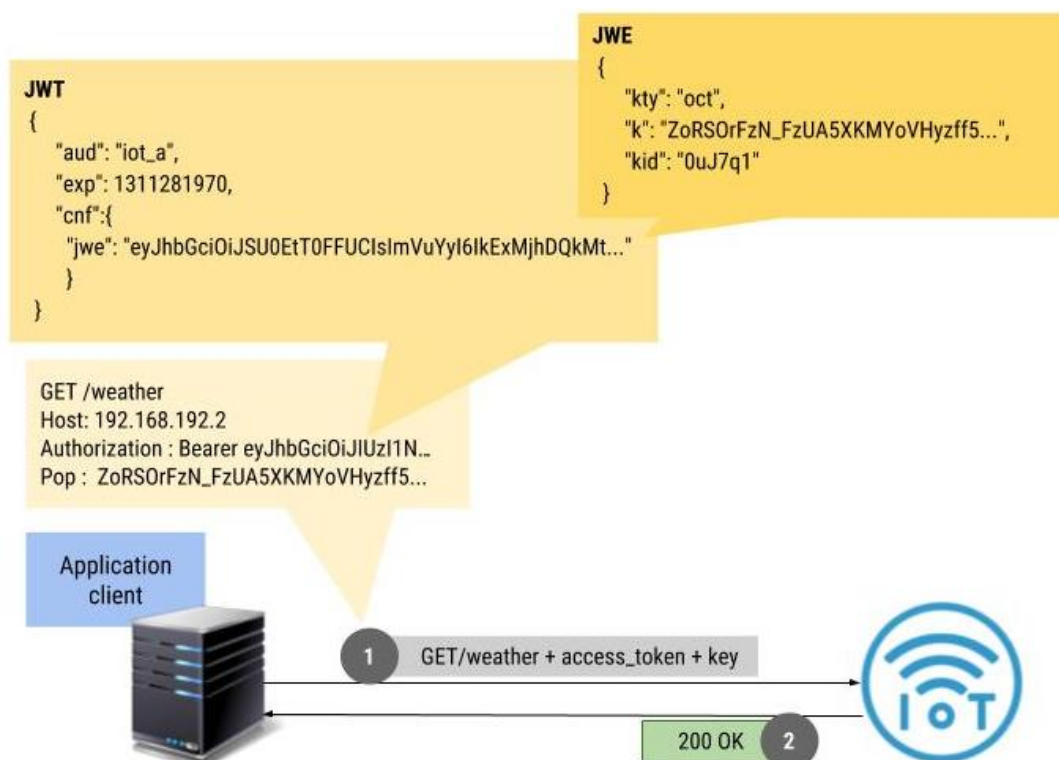 JWE
{
"kty": "oct",
"k": "ZoRSOrFzN_FzUA5XKMYoVHyzff5...",
"kid": "0uJ7q1"
}
JWT
{
"aud": "iot_a",
"exp": 1311281970,
"cnf":{
"jwe": "eyJhbGciOiJSU0EtT0FFUCIsImVuYyI6IkExMjhDQkMt..."
}
}
GET /weather
Host: 192.168.192.2
Authorization : Bearer eyJhbGciOiJIUzI1N...
Pop : ZoRSOrFzN_FzUA5XKMYoVHyzff5...
Application
client
1 GET/weather + access_token + key
IoT
200 OK 2